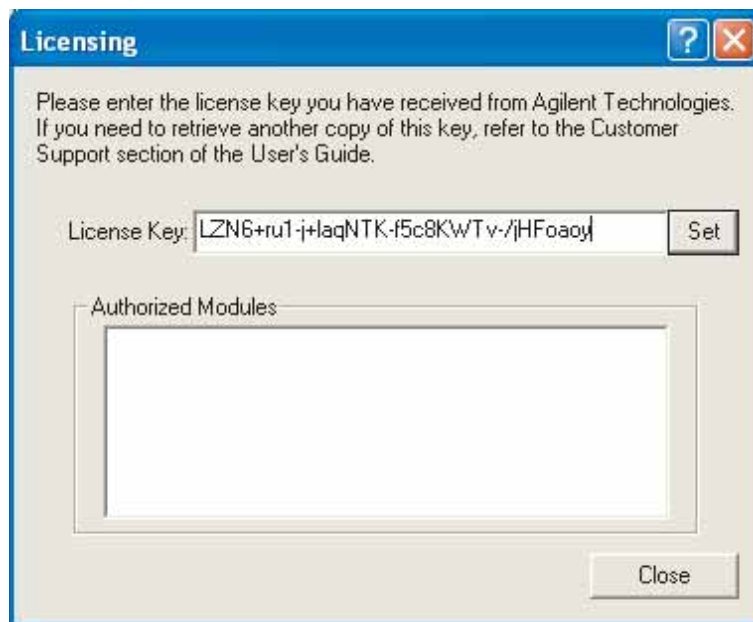 Licensing
Please enter the license key you have received from Agilent Technologies.
If you need to retrieve another copy of this key, refer to the Customer
Support section of the User's Guide.
License Key: LZN6+ru1-j+IaqNTK-f5c8KWTv-/jHFoaoy Set
Authorized Modules
Close